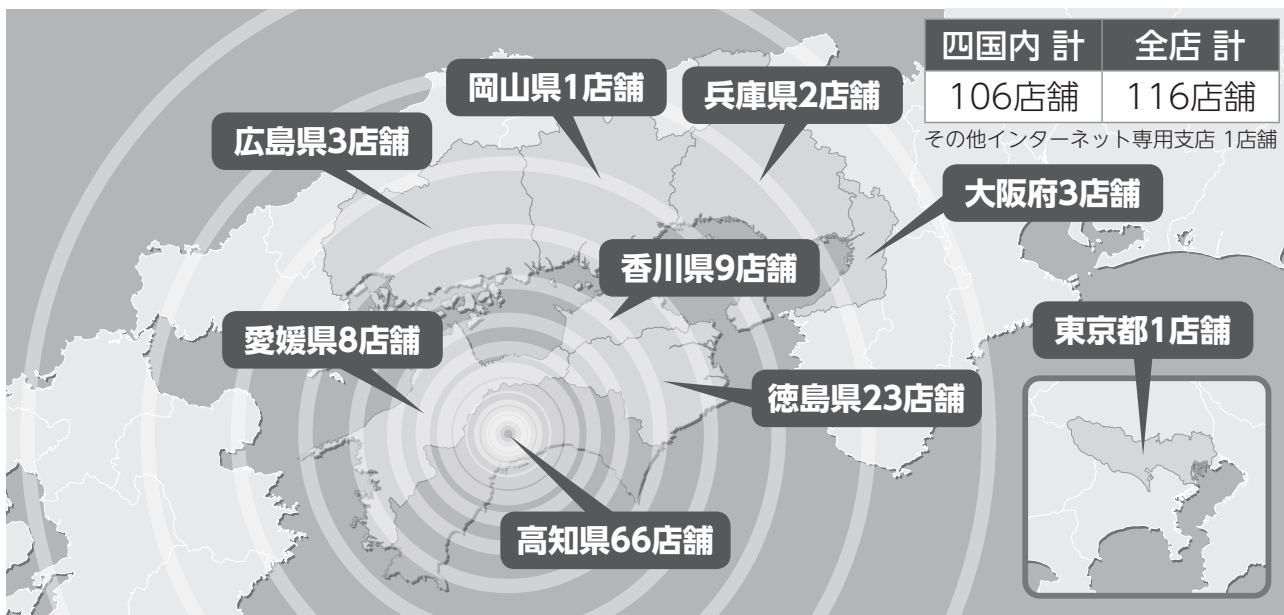 四国内 計 全店 計
106店舗 116店舗
その他インターネット専用支店 1店舗
岡山県1店舗
兵庫県2店舗
広島県3店舗
大阪府3店舗
香川県9店舗
愛媛県8店舗
東京都1店舗
徳島県23店舗
高知県66店舗